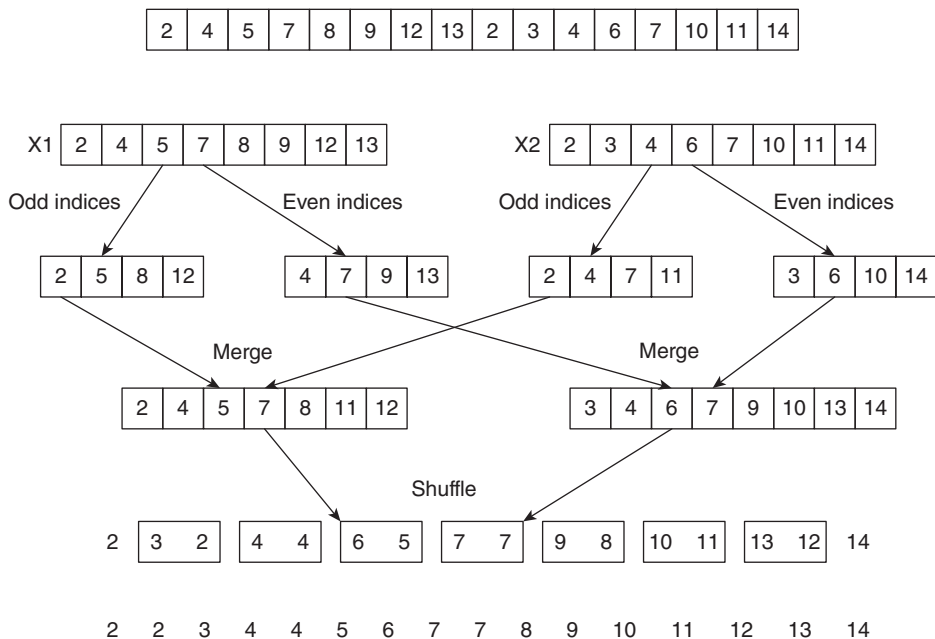 2 4 5 7 8 9 12 13 2 3 4 6 7 10 11 14
X1 2 4 5 7 8 9 12 13 X2 2 3 4 6 7 10 11 14
Odd indices Even indices Odd indices Even indices
2 5 8 12 4 7 9 13 2 4 7 11 3 6 10 14
Merge Merge
2 4 5 7 8 11 12 3 4 6 7 9 10 13 14
Shuffle
2 3 2 4 4 6 5 7 7 9 8 10 11 13 12 14
2 2 3 4 4 5 6 7 7 8 9 10 11 12 13 14